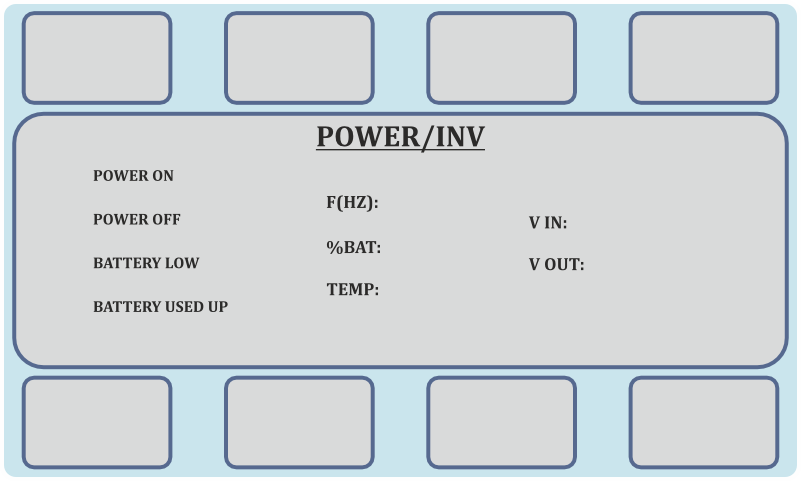 POWER/INV
POWER ON
POWER OFF
BATTERY LOW
BATTERY USED UP
F(HZ):
%BAT:
TEMP:
V IN:
V OUT: